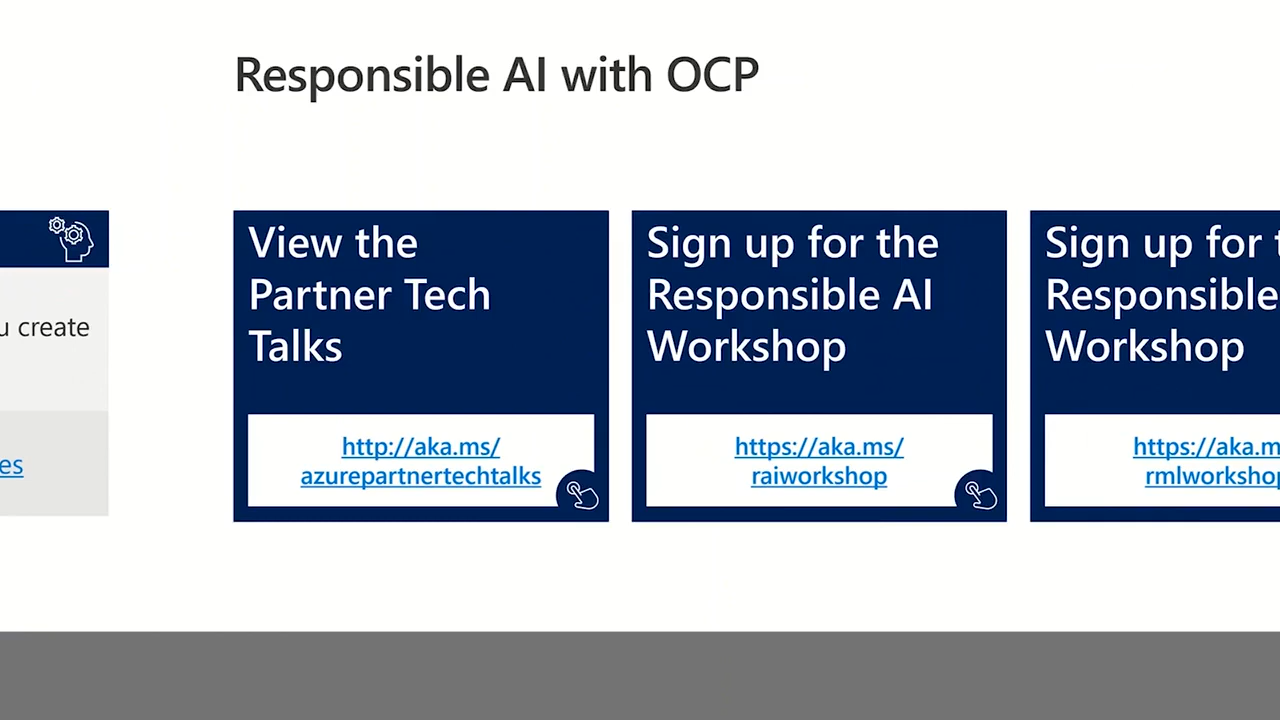 Responsible AI with OCP
u create
es
View the
Partner Tech
Talks
http://aka.ms/
azurepartnertechtalks
Sign up for the
Responsible AI
Workshop
https://aka.ms/
raiworkshop
Sign up for
Responsible
Workshop
https://aka.m
rmlworkshop